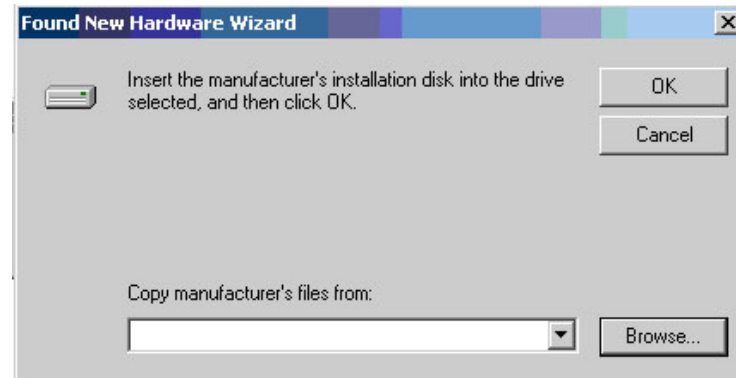 Found New Hardware Wizard
Insert the manufacturer's installation disk into the drive
selected, and then click OK.
OK
Cancel
Copy manufacturer's files from:
Browse...